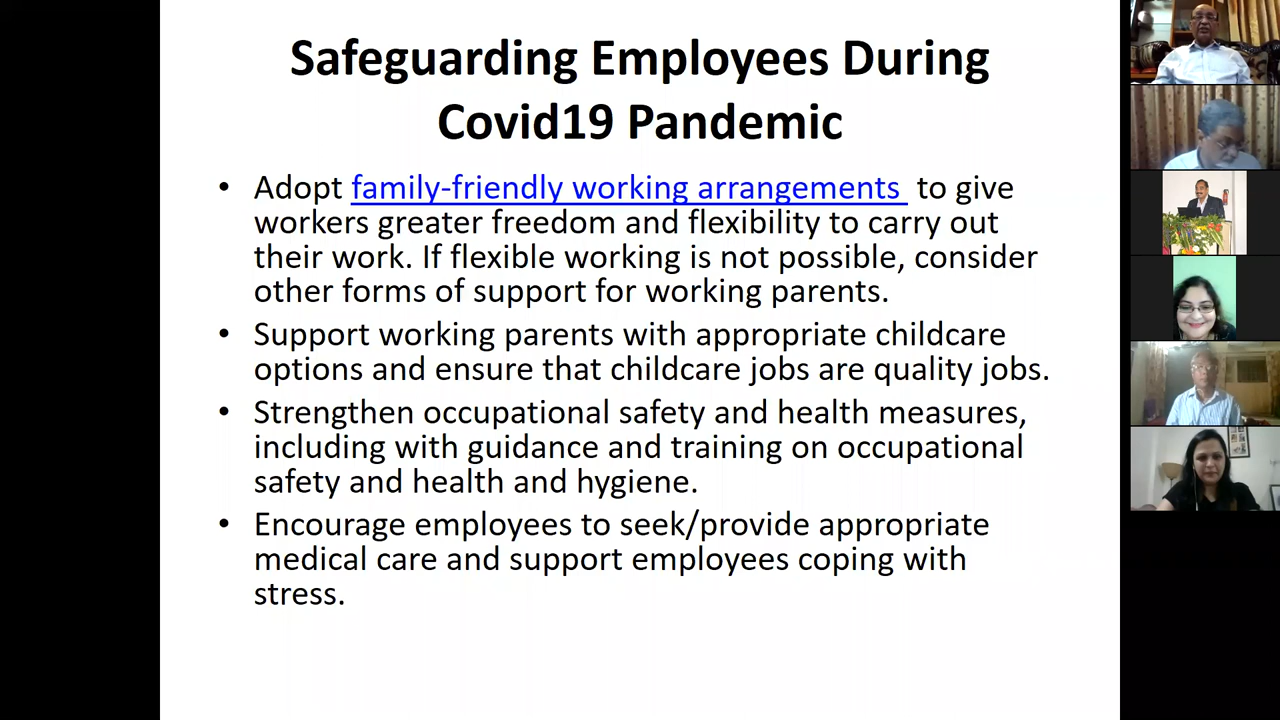 Safeguarding Employees During
Covid19 Pandemic
• Adopt family-friendly working arrangements to give
workers greater freedom and flexibility to carry out
their work. If flexible working is not possible, consider
other forms of support for working parents.
• Support working parents with appropriate childcare
options and ensure that childcare jobs are quality jobs.
• Strengthen occupational safety and health measures,
including with guidance and training on occupational
safety and health and hygiene.
• Encourage employees to seek/provide appropriate
medical care and support employees coping with
stress.